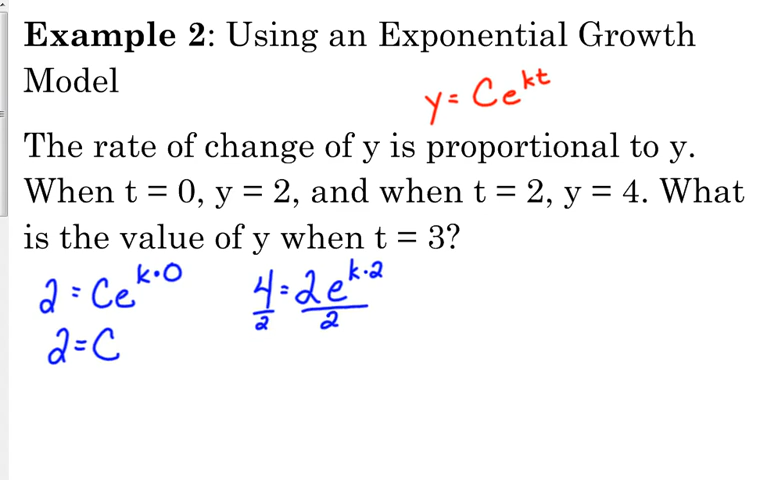 Example 2: Using an Exponential Growth
Model
y = Ce^{kt}
The rate of change of y is proportional to y.
When t = 0, y = 2, and when t = 2, y = 4. What
is the value of y when t = 3?
2 = Ce^{k·0}
4/2 = 2e^{k·2}/2
2 = C